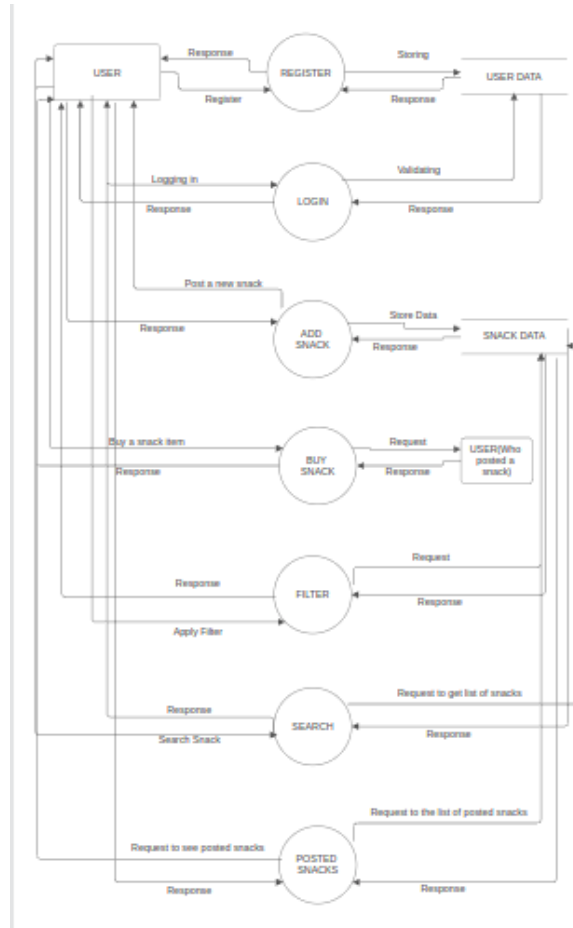 Response
Storing
USER
REGISTER
USER DATA
Register
Response
Validating
Logging in
LOGIN
Response
Response
Post a new snack
Store Data
Response
ADD
SNACK
SNACK DATA
Response
Buy a snack item
Request
USER(Who
posted a
snack)
BUY
SNACK
Response
Response
Request
Response
FILTER
Response
Apply Filter
Request to get list of snacks
Response
SEARCH
Response
Search Snack
Request to the list of posted snacks
Request to see posted snacks
POSTED
SNACKS
Response
Response